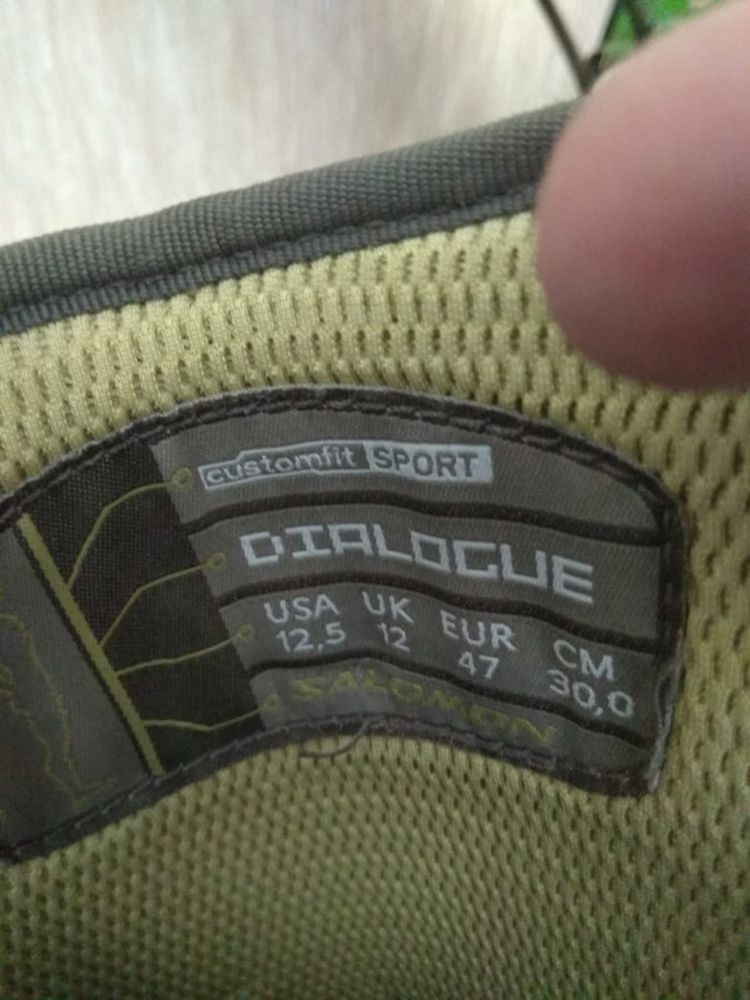 customfit SPORT
DIALOGUE
USA UK EUR CM
12,5 12 47 30,0
SALOMON